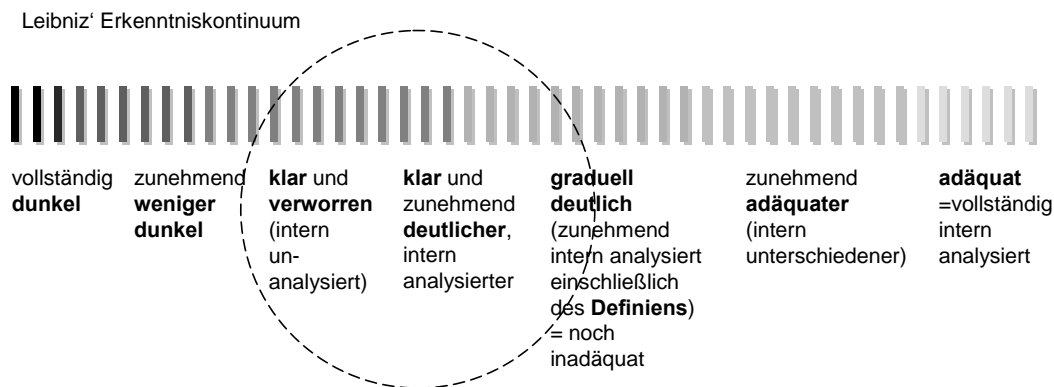 Leibniz‘ Erkenntniskontinuum
vollständig
dunkel
zunehmend
weniger
dunkel
klar und
verworren
(intern
un-
analysiert)
klar und
zunehmend
deutlicher,
intern
analysierter
graduell
deutlich
(zunehmend
intern analysiert
einschließlich
des Definiens)
= noch
inadäquat
zunehmend
adäquater
(intern
unterschiedener)
adäquat
=vollständig
intern
analysiert